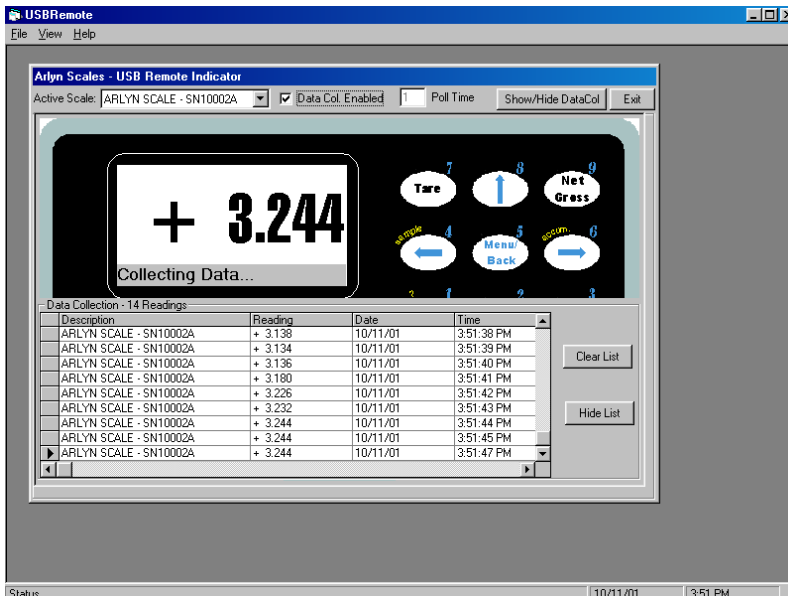 USBRemote
File View Help
Arlyn Scales - USB Remote Indicator
Active Scale: ARLYN SCALE - SN10002A Data Col. Enabled 1 Poll Time Show/Hide DataCol Exit
7 8 9
Tare Net
Gross
+ 3.244
sample 4 5 accum. 6
Menu/
Back
Collecting Data...
? 1 2 3
Data Collection - 14 Readings
Description Reading Date Time
ARLYN SCALE - SN10002A + 3.138 10/11/01 3:51:38 PM
ARLYN SCALE - SN10002A + 3.134 10/11/01 3:51:39 PM
ARLYN SCALE - SN10002A + 3.136 10/11/01 3:51:40 PM
ARLYN SCALE - SN10002A + 3.180 10/11/01 3:51:41 PM
ARLYN SCALE - SN10002A + 3.226 10/11/01 3:51:42 PM
ARLYN SCALE - SN10002A + 3.232 10/11/01 3:51:43 PM
ARLYN SCALE - SN10002A + 3.244 10/11/01 3:51:44 PM
ARLYN SCALE - SN10002A + 3.244 10/11/01 3:51:45 PM
ARLYN SCALE - SN10002A + 3.244 10/11/01 3:51:47 PM
Clear List
Hide List
Status 10/11/01 3:51 PM